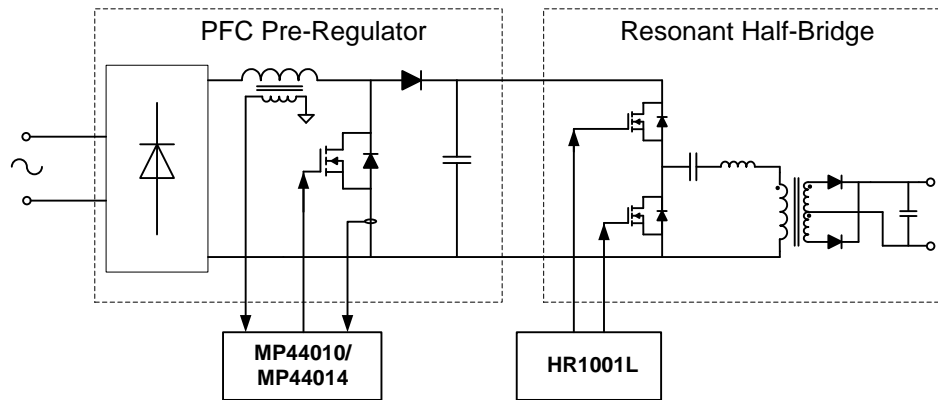 PFC Pre-Regulator
Resonant Half-Bridge
MP44010/
MP44014
HR1001L